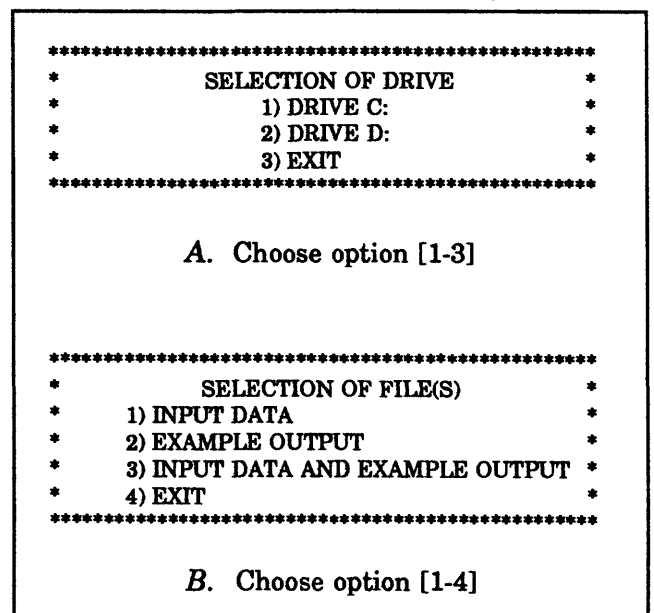 **************************************************
* SELECTION OF DRIVE *
* 1) DRIVE C: *
* 2) DRIVE D: *
* 3) EXIT *
**************************************************
A. Choose option [1-3]
**************************************************
* SELECTION OF FILE(S) *
* 1) INPUT DATA *
* 2) EXAMPLE OUTPUT *
* 3) INPUT DATA AND EXAMPLE OUTPUT *
* 4) EXIT *
**************************************************
B. Choose option [1-4]